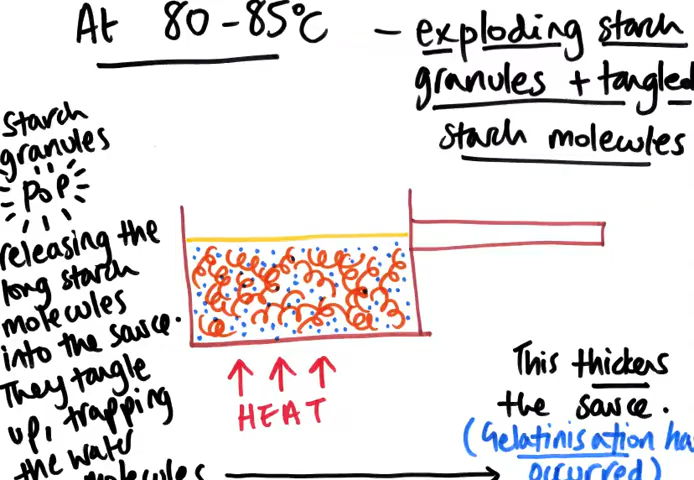 At 80-85°C - exploding starch
granules + tangled
starch molecules
starch
granules
POP
releasing the
long starch
molecules
into the sauce.
They tangle
up, trapping
the water
molecules
HEAT
This thickens
the sauce.
(Gelatinisation has
occurred)